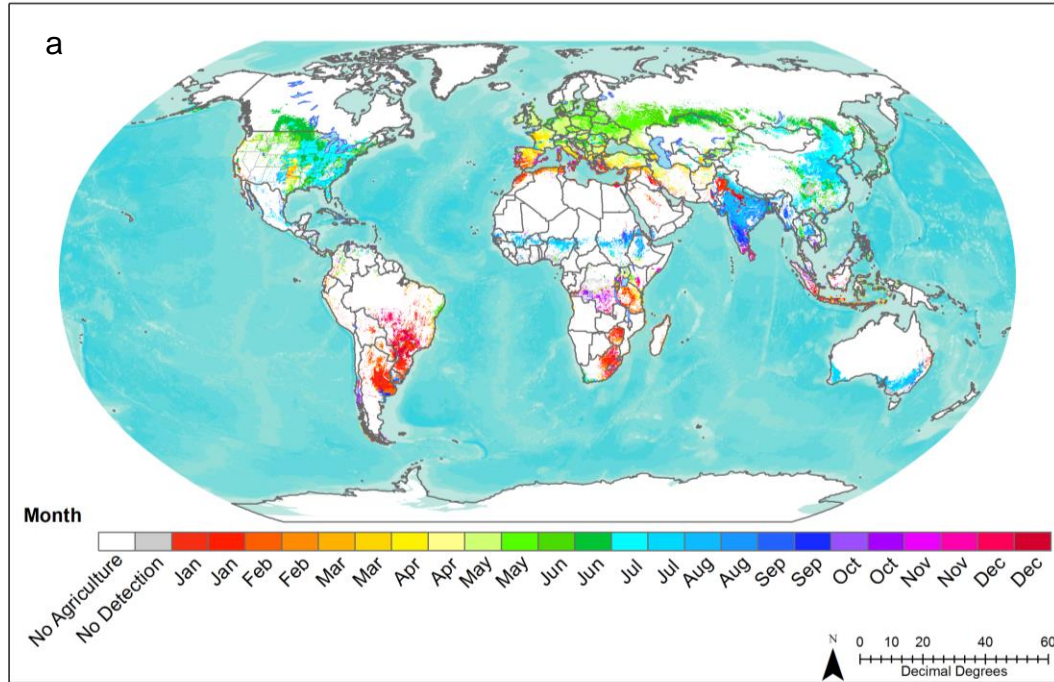 a
Month
No Agriculture No Detection Jan Jan Feb Feb Mar Mar Apr Apr May May Jun Jun Jul Jul Aug Aug Sep Sep Oct Oct Nov Nov Dec Dec
N
0 10 20 40 60
Decimal Degrees